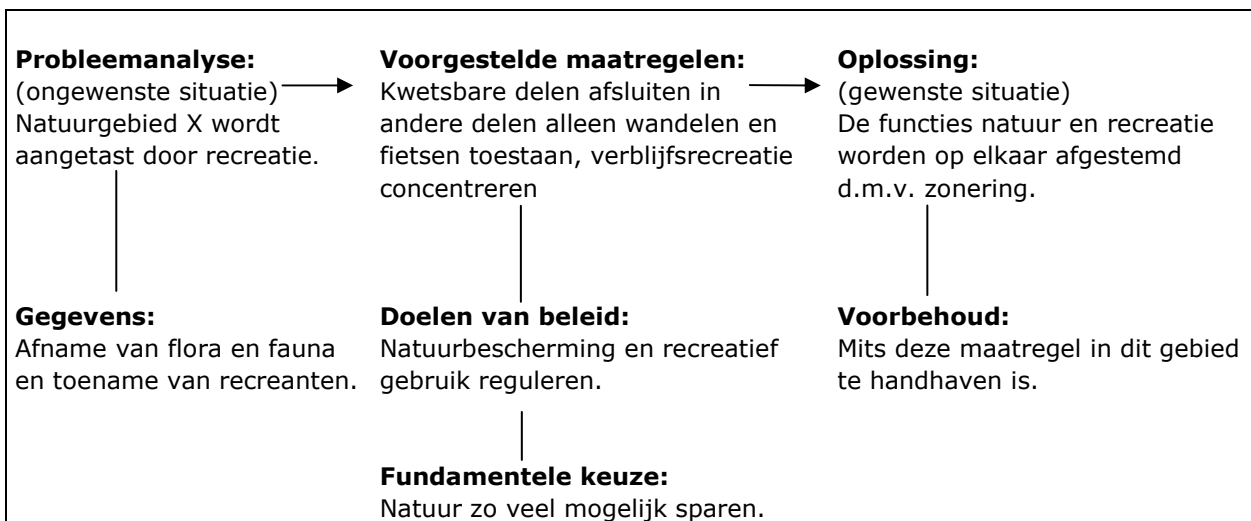 Probleemanalyse:
(ongewenste situatie)
Natuurgebied X wordt
aangetast door recreatie.
Voorgestelde maatregelen:
Kwetsbare delen afsluiten in
andere delen alleen wandelen en
fietsen toestaan, verblijfsrecreatie
concentreren
Oplossing:
(gewenste situatie)
De functies natuur en recreatie
worden op elkaar afgestemd
d.m.v. zonering.
Gegevens:
Afname van flora en fauna
en toename van recreanten.
Doelen van beleid:
Natuurbescherming en recreatief
gebruik reguleren.
Voorbehoud:
Mits deze maatregel in dit gebied
te handhaven is.
Fundamentele keuze:
Natuur zo veel mogelijk sparen.